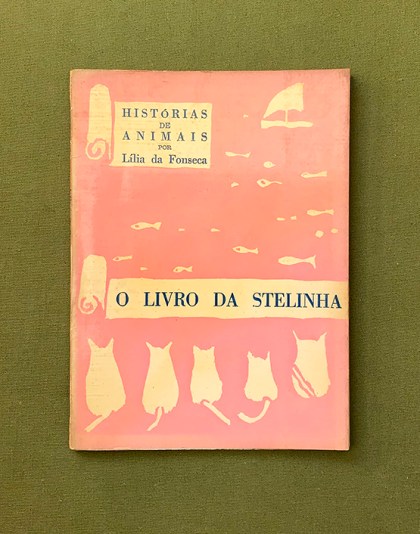 HISTÓRIAS
DE
ANIMAIS
POR
Lília da Fonseca
O LIVRO DA STELINHA